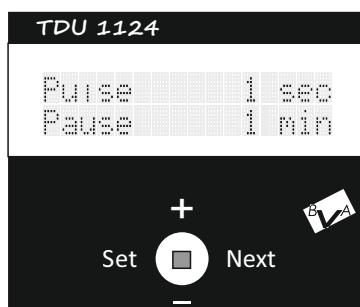 TDU 1124
Pulse 1 sec
Pause 1 min
+
B A
Set Next
−